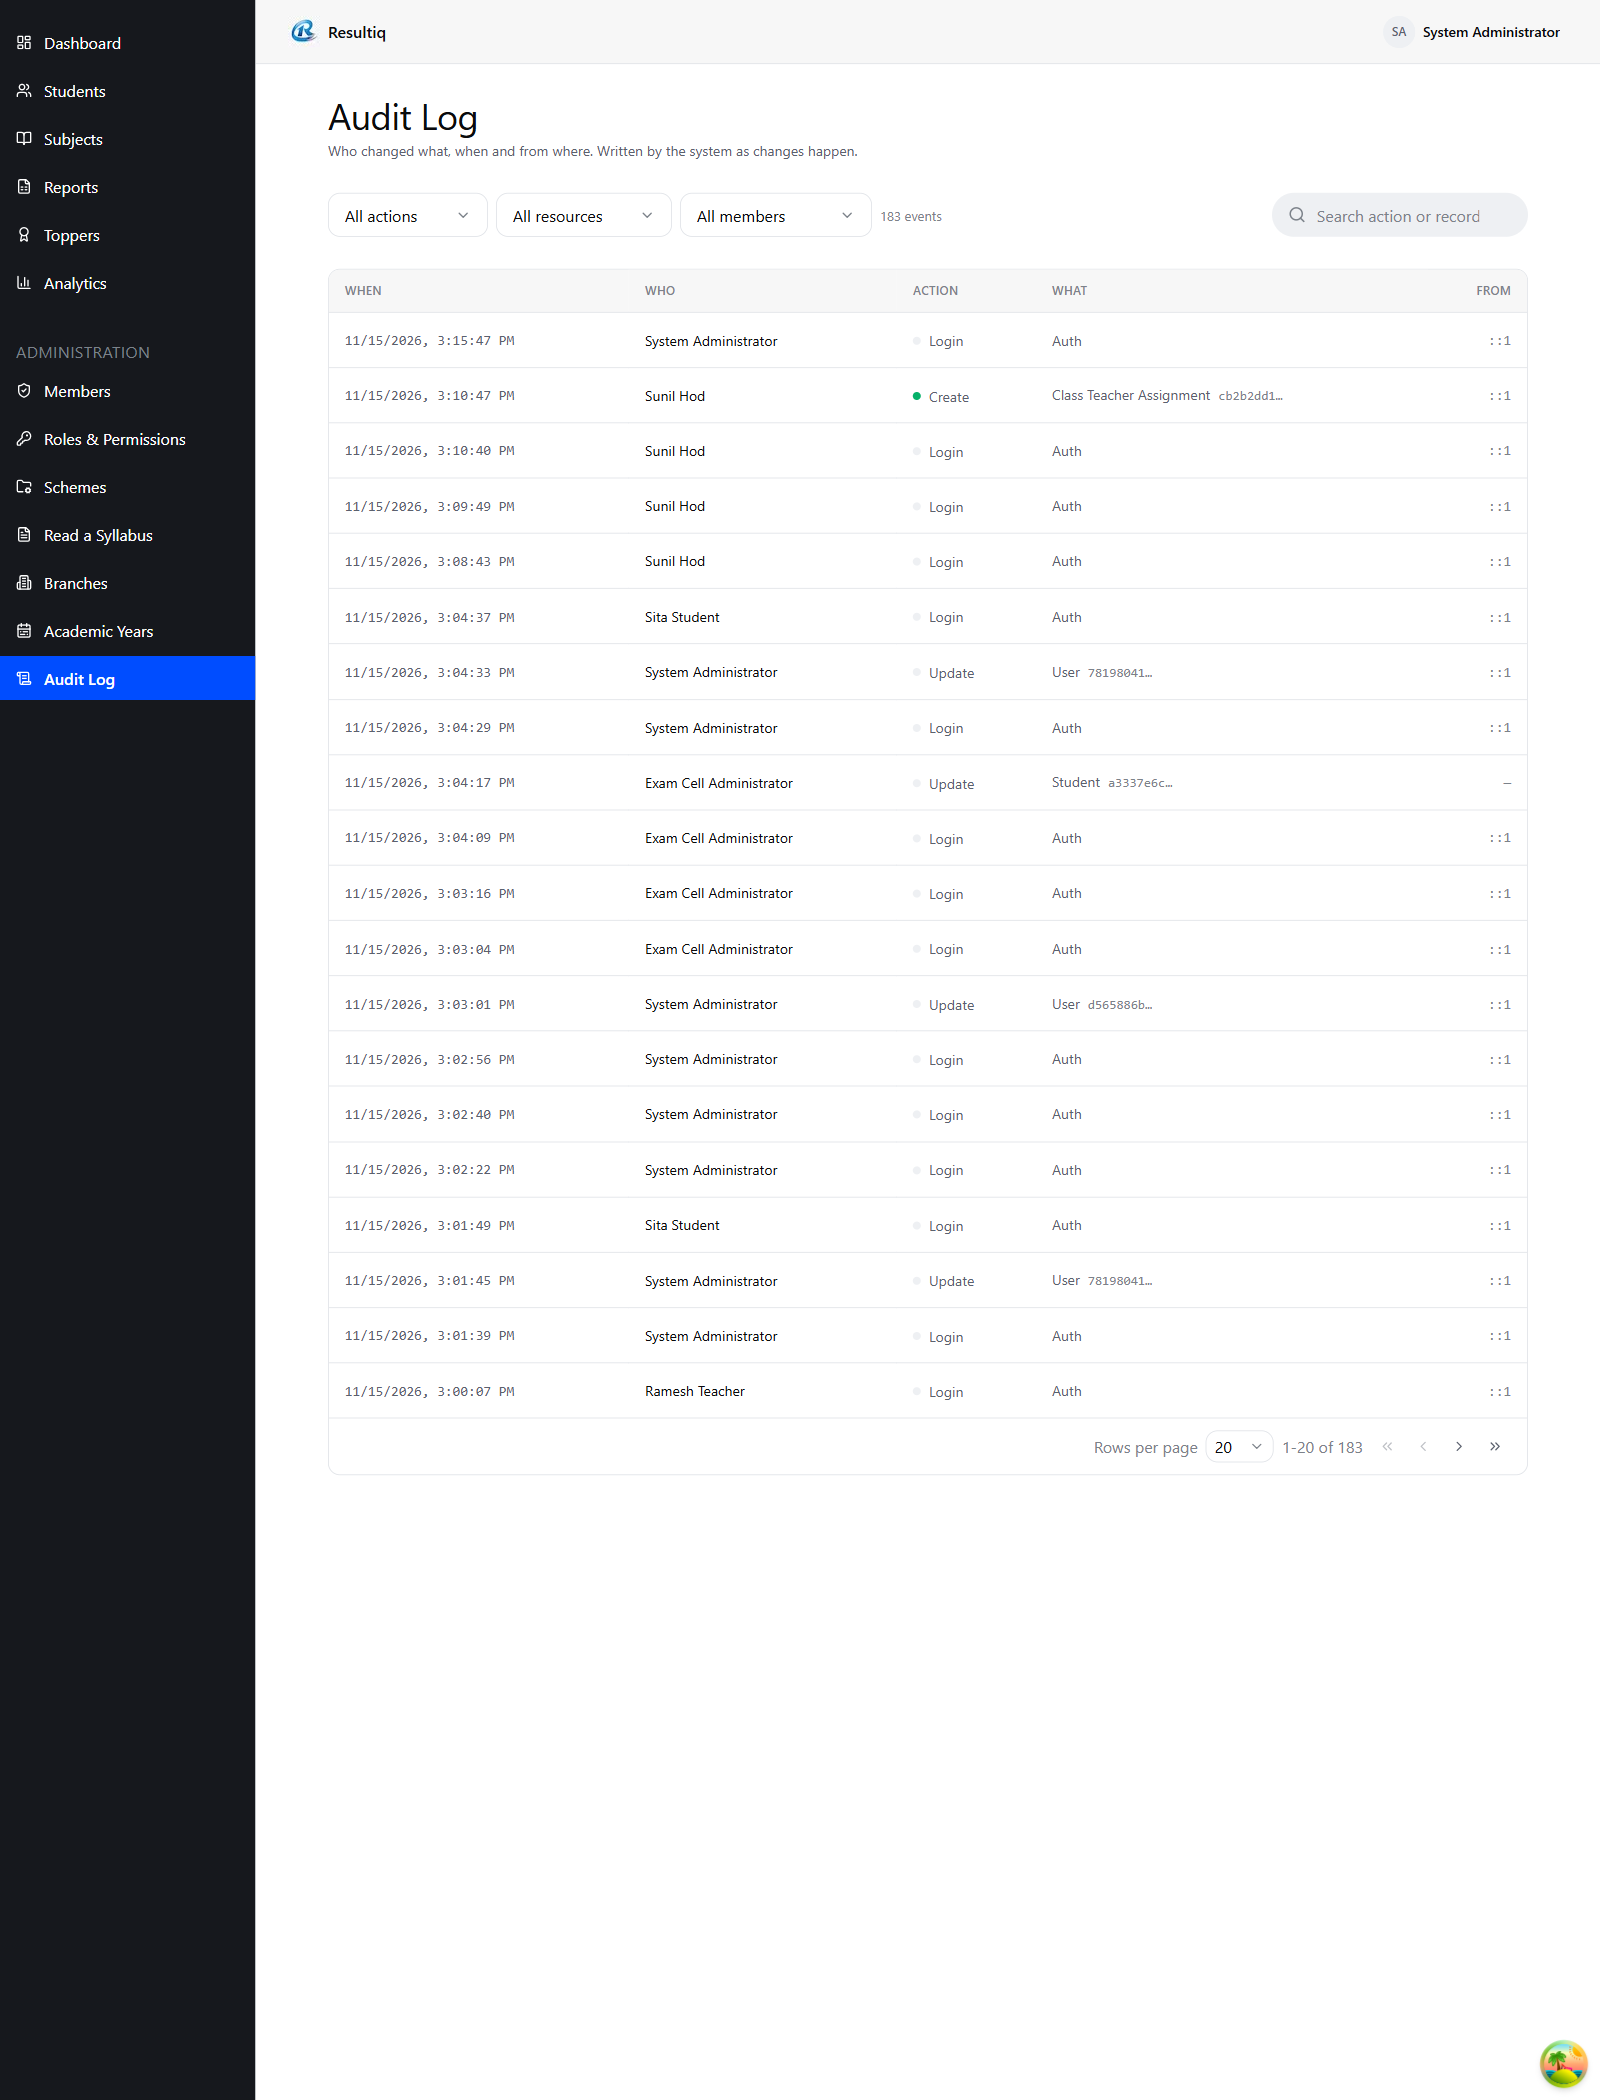 Dashboard
Students
Subjects
Reports
Toppers
Analytics
ADMINISTRATION
Members
Roles & Permissions
Schemes
Read a Syllabus
Branches
Academic Years
Audit Log
Resultiq
SA System Administrator
Audit Log
Who changed what, when and from where. Written by the system as changes happen.
All actions All resources All members 183 events Search action or record
WHEN WHO ACTION WHAT FROM
11/15/2026, 3:15:47 PM System Administrator Login Auth ::1
11/15/2026, 3:10:47 PM Sunil Hod Create Class Teacher Assignment cb2b2dd1… ::1
11/15/2026, 3:10:40 PM Sunil Hod Login Auth ::1
11/15/2026, 3:09:49 PM Sunil Hod Login Auth ::1
11/15/2026, 3:08:43 PM Sunil Hod Login Auth ::1
11/15/2026, 3:04:37 PM Sita Student Login Auth ::1
11/15/2026, 3:04:33 PM System Administrator Update User 78198041… ::1
11/15/2026, 3:04:29 PM System Administrator Login Auth ::1
11/15/2026, 3:04:17 PM Exam Cell Administrator Update Student a3337e6c… —
11/15/2026, 3:04:09 PM Exam Cell Administrator Login Auth ::1
11/15/2026, 3:03:16 PM Exam Cell Administrator Login Auth ::1
11/15/2026, 3:03:04 PM Exam Cell Administrator Login Auth ::1
11/15/2026, 3:03:01 PM System Administrator Update User d565886b… ::1
11/15/2026, 3:02:56 PM System Administrator Login Auth ::1
11/15/2026, 3:02:40 PM System Administrator Login Auth ::1
11/15/2026, 3:02:22 PM System Administrator Login Auth ::1
11/15/2026, 3:01:49 PM Sita Student Login Auth ::1
11/15/2026, 3:01:45 PM System Administrator Update User 78198041… ::1
11/15/2026, 3:01:39 PM System Administrator Login Auth ::1
11/15/2026, 3:00:07 PM Ramesh Teacher Login Auth ::1
Rows per page 20 1-20 of 183